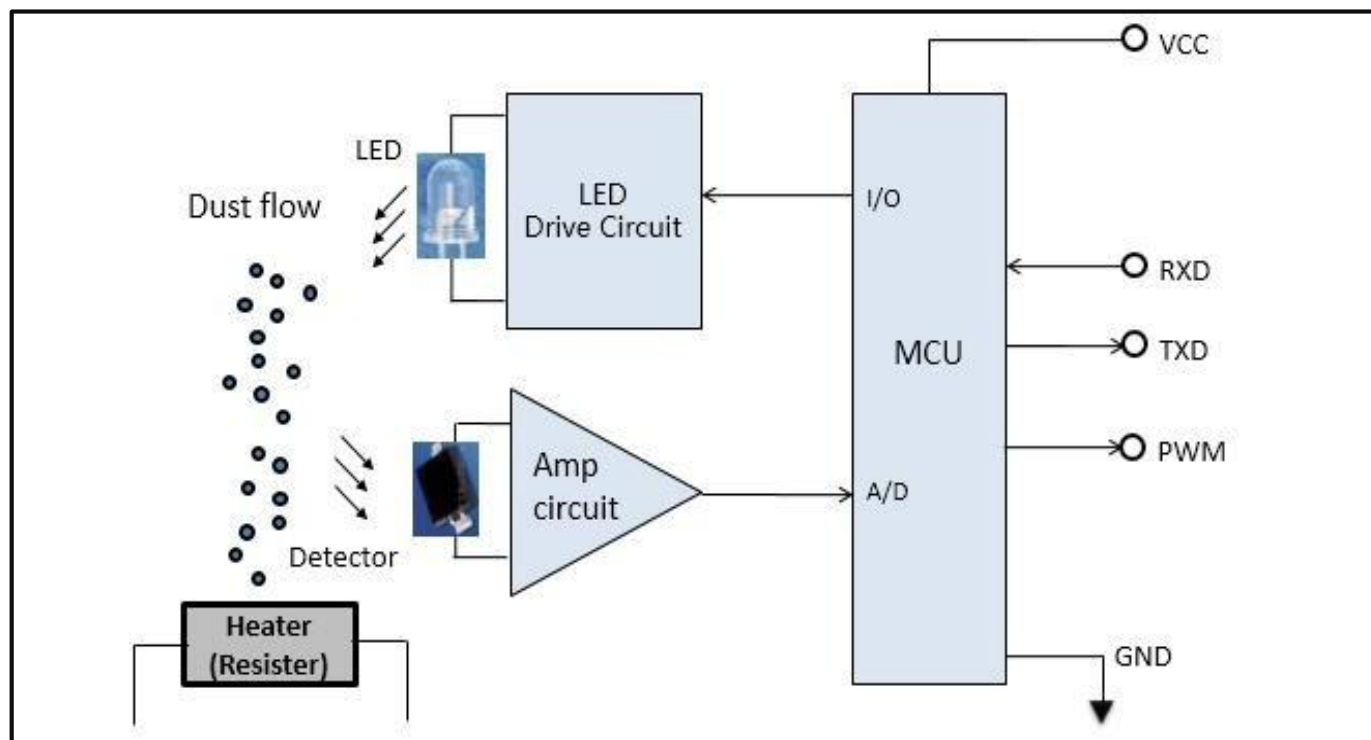 VCC
LED
LED
Drive Circuit
I/O
Dust flow
RXD
MCU
TXD
PWM
Amp
circuit
A/D
Detector
Heater
(Resister)
GND